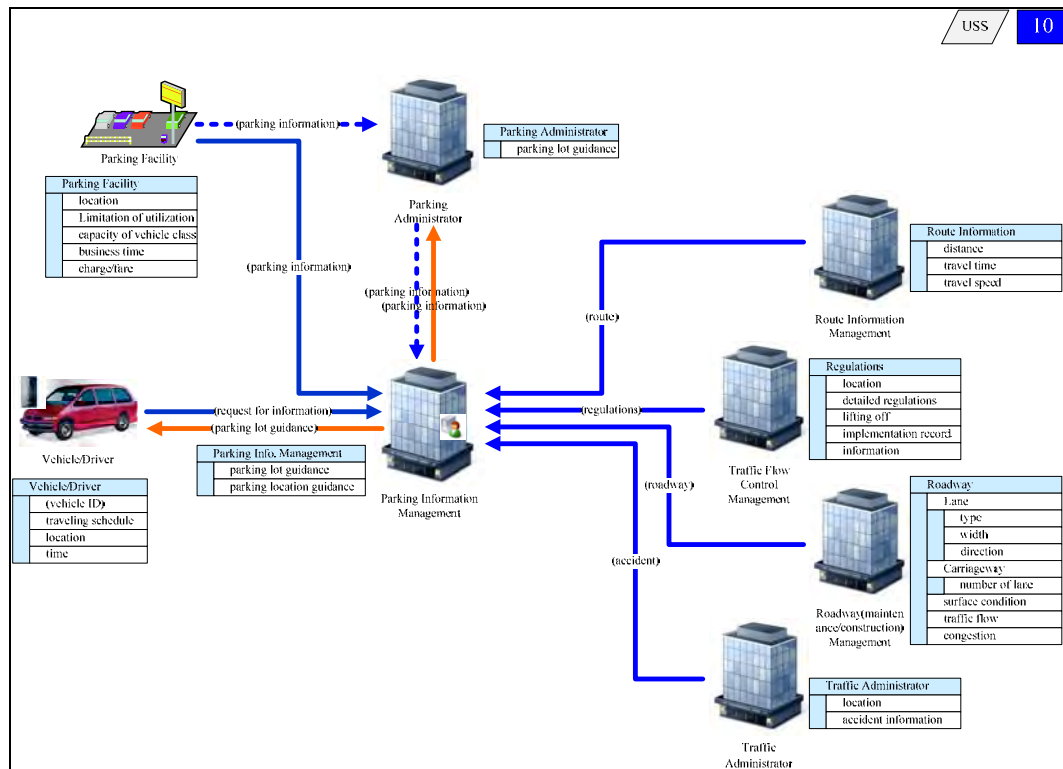 USS
10
(parking information)
Parking Facility
Parking Administrator
parking lot guidance
Parking Facility
location
Limitation of utilization
capacity of vehicle class
business time
charge/fare
Parking
Administrator
(parking information)
(parking information)
(parking information)
Route Information
distance
travel time
travel speed
Route Information
Management
(route)
Regulations
location
detailed regulations
lifting off
implementation record
information
Traffic Flow
Control
Management
(request for information)
(regulations)
(parking lot guidance)
Vehicle/Driver
Parking Info. Management
parking lot guidance
parking location guidance
Parking Information
Management
(roadway)
Vehicle/Driver
(vehicle ID)
traveling schedule
location
time
Roadway
Lane
type
width
direction
Carriageway
number of lane
surface condition
traffic flow
congestion
(accident)
Roadway(mainten
ance/construction)
Management
Traffic Administrator
location
accident information
Traffic
Administrator